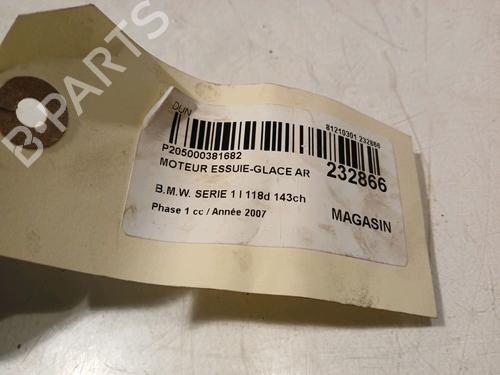 DUN
81210301 232866
P205000381682
MOTEUR ESSUIE-GLACE AR
232866
B.M.W. SERIE 1 I 118d 143ch
Phase 1 cc / Année 2007
MAGASIN
B-PARTS